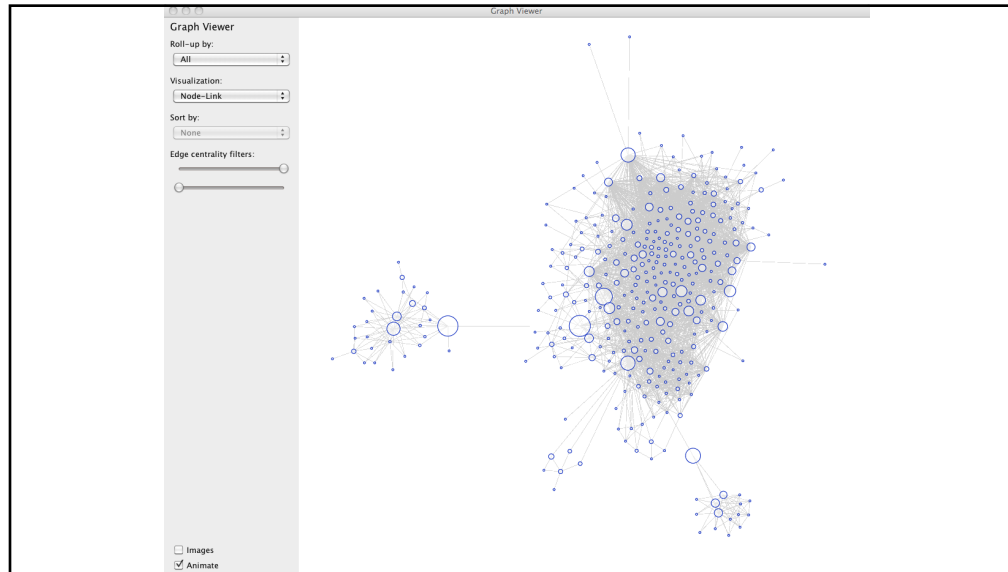 Graph Viewer
Graph Viewer
Roll-up by:
All
Visualization:
Node-Link
Sort by:
None
Edge centrality filters:
Images
Animate